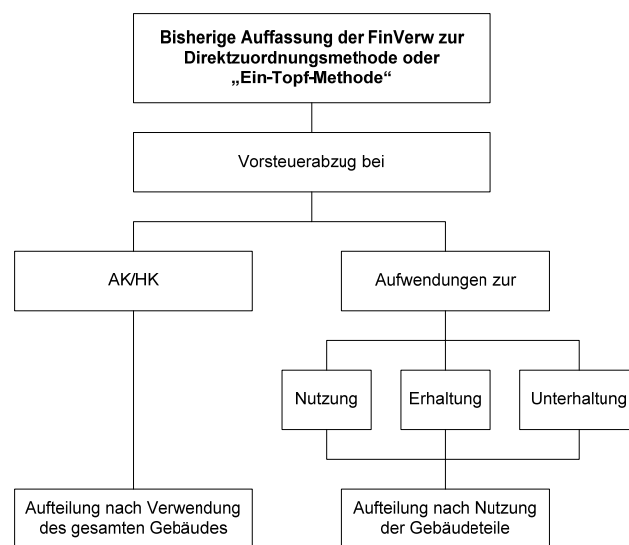 Bisherige Auffassung der FinVerw zur
Direktzuordnungsmethode oder
„Ein-Topf-Methode“
Vorsteuerabzug bei
AK/HK
Aufwendungen zur
Nutzung
Erhaltung
Unterhaltung
Aufteilung nach Verwendung
des gesamten Gebäudes
Aufteilung nach Nutzung
der Gebäudeteile